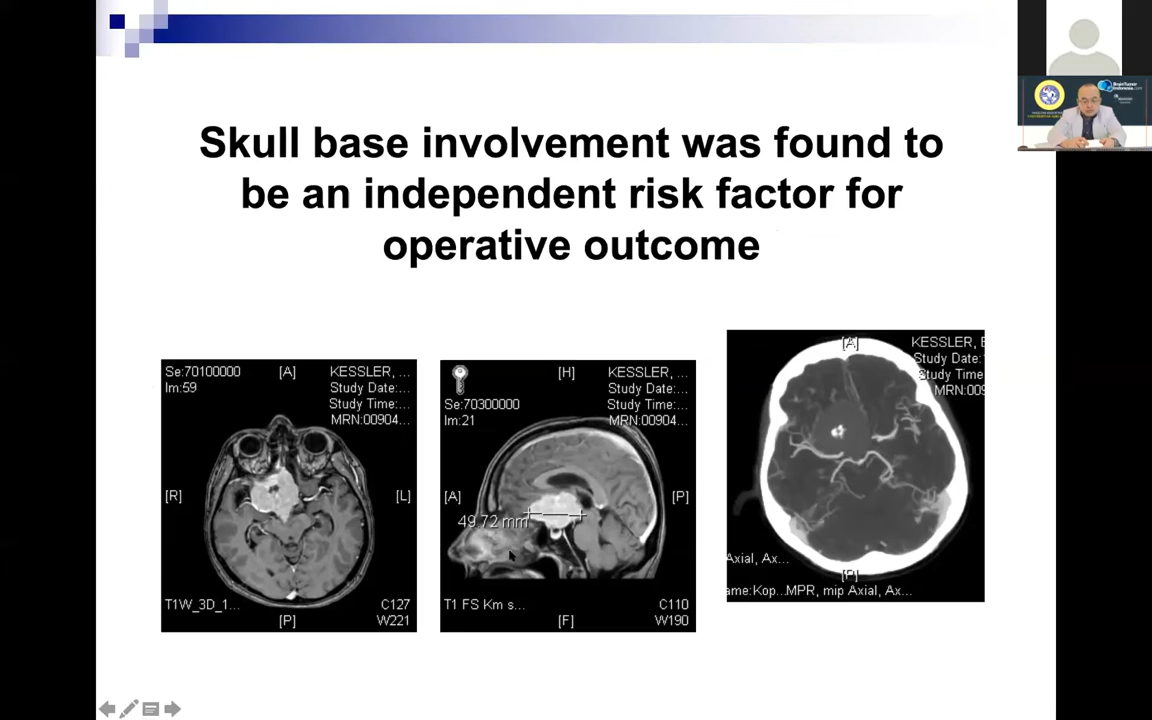 Skull base involvement was found to
be an independent risk factor for
operative outcome
Se:70100000
Im:59
[A]
KESSLER, ...
Study Date:...
Study Time:...
MRN:00904
[R]
[L]
T1W_3D_1...
[P]
C127
W221
Se:70300000
Im:21
[H]
KESSLER, ...
Study Date:...
Study Time:...
MRN:00904
[A]
[P]
49.72 mm
T1 FS Km s...
[F]
C110
W190
[A]
KESSLER, E
Study Date:
Study Time:
MRN:009
Axial, Ax...
[P]
ame:Kop...MPR, mip Axial, Ax...
BrainTumor
Indonesia.com